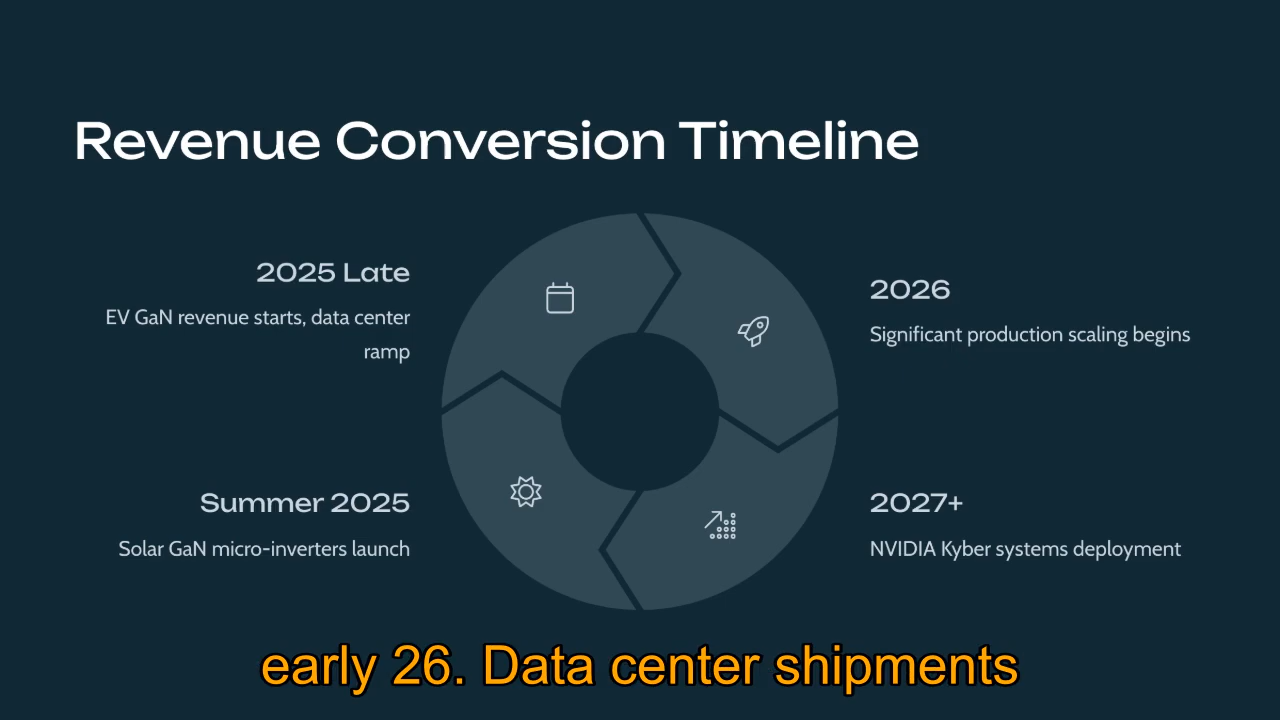 Revenue Conversion Timeline
2025 Late
EV GaN revenue starts, data center
ramp
2026
Significant production scaling begins
Summer 2025
Solar GaN micro-inverters launch
2027+
NVIDIA Kyber systems deployment
early 26. Data center shipments